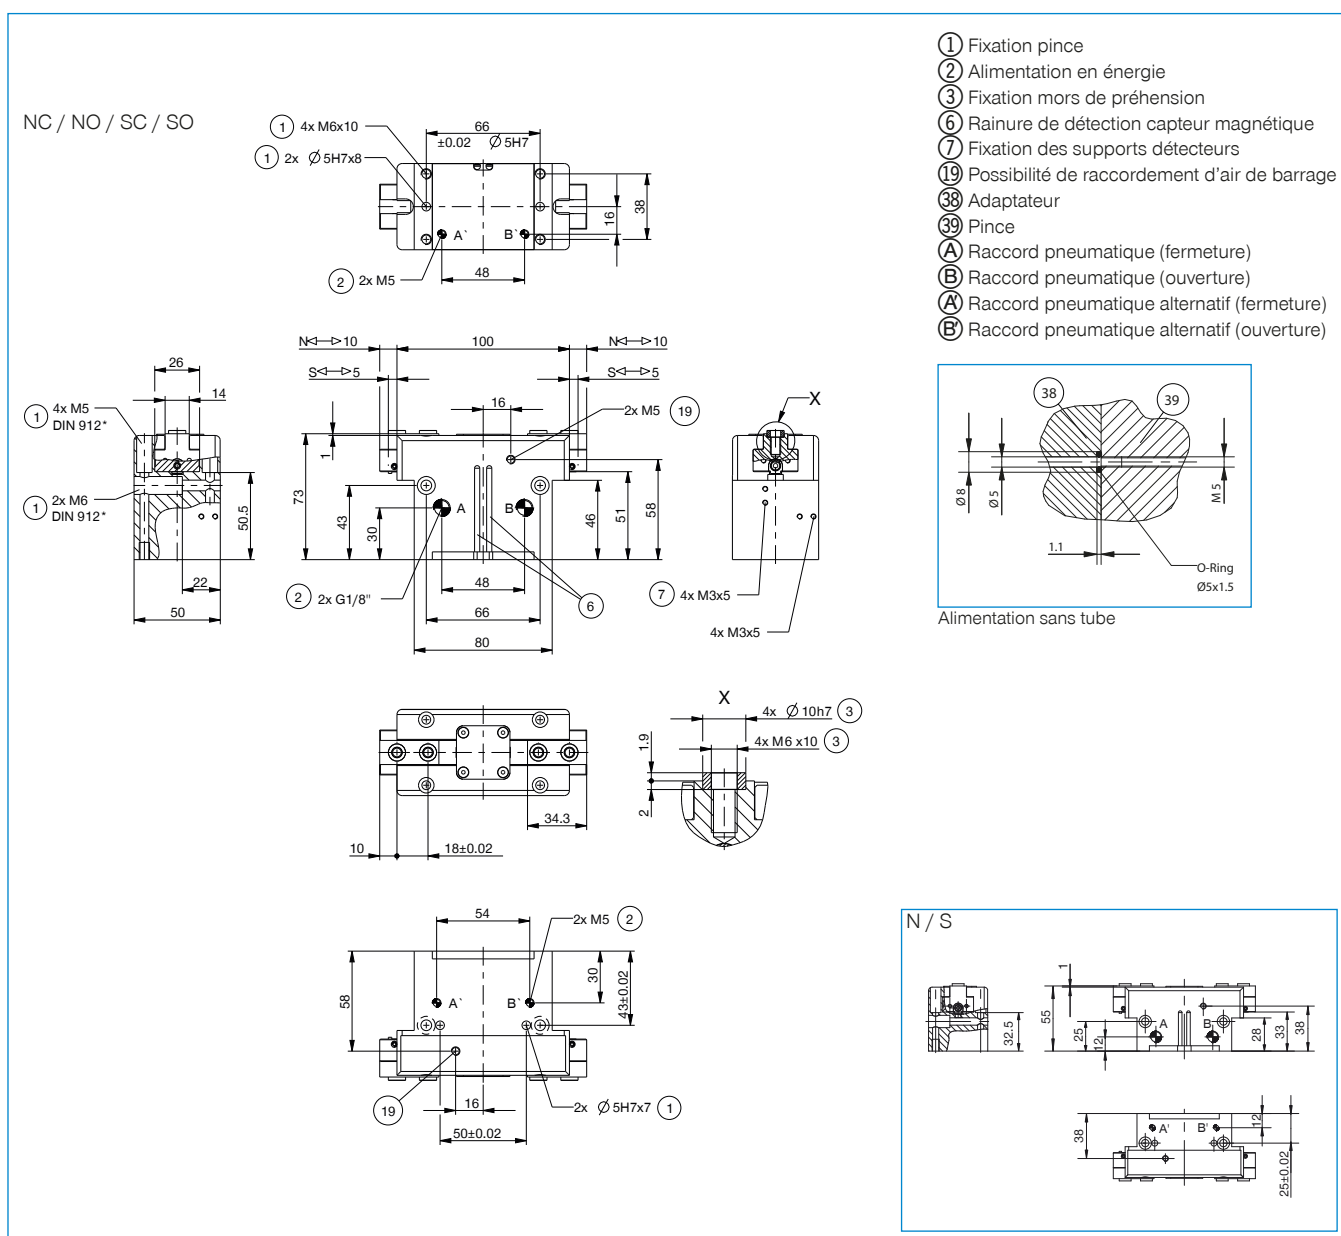 NC / NO / SC / SO
1 4x M6x10
1 2x Ø 5H7x8
66
±0.02 Ø 5H7
38
16
A` B`
2 2x M5
48
1 Fixation pince
2 Alimentation en énergie
3 Fixation mors de préhension
6 Rainure de détection capteur magnétique
7 Fixation des supports détecteurs
19 Possibilité de raccordement d'air de barrage
38 Adaptateur
39 Pince
A Raccord pneumatique (fermeture)
B Raccord pneumatique (ouverture)
A' Raccord pneumatique alternatif (fermeture)
B' Raccord pneumatique alternatif (ouverture)
26
14
1 4x M5
DIN 912*
1 2x M6
DIN 912*
50.5
22
50
N 10
100
N 10
S 5
S 5
16
2x M5 19
1
73
43
30
A B
46
51
58
48
66
80
2 2x G1/8"
6
X
7 4x M3x5
4x M3x5
38
39
Ø 8
Ø 5
M 5
1.1
O-Ring
Ø5x1.5
Alimentation sans tube
34.3
10
18±0.02
X
4x Ø 10h7 3
4x M6 x10 3
1.9
2
54
2x M5 2
58
A` B`
30
43±0.02
19
16
50±0.02
2x Ø 5H7x7 1
N / S
32.5
1
55
25
12
A B
28
33
38
38
A' B'
12
25±0.02